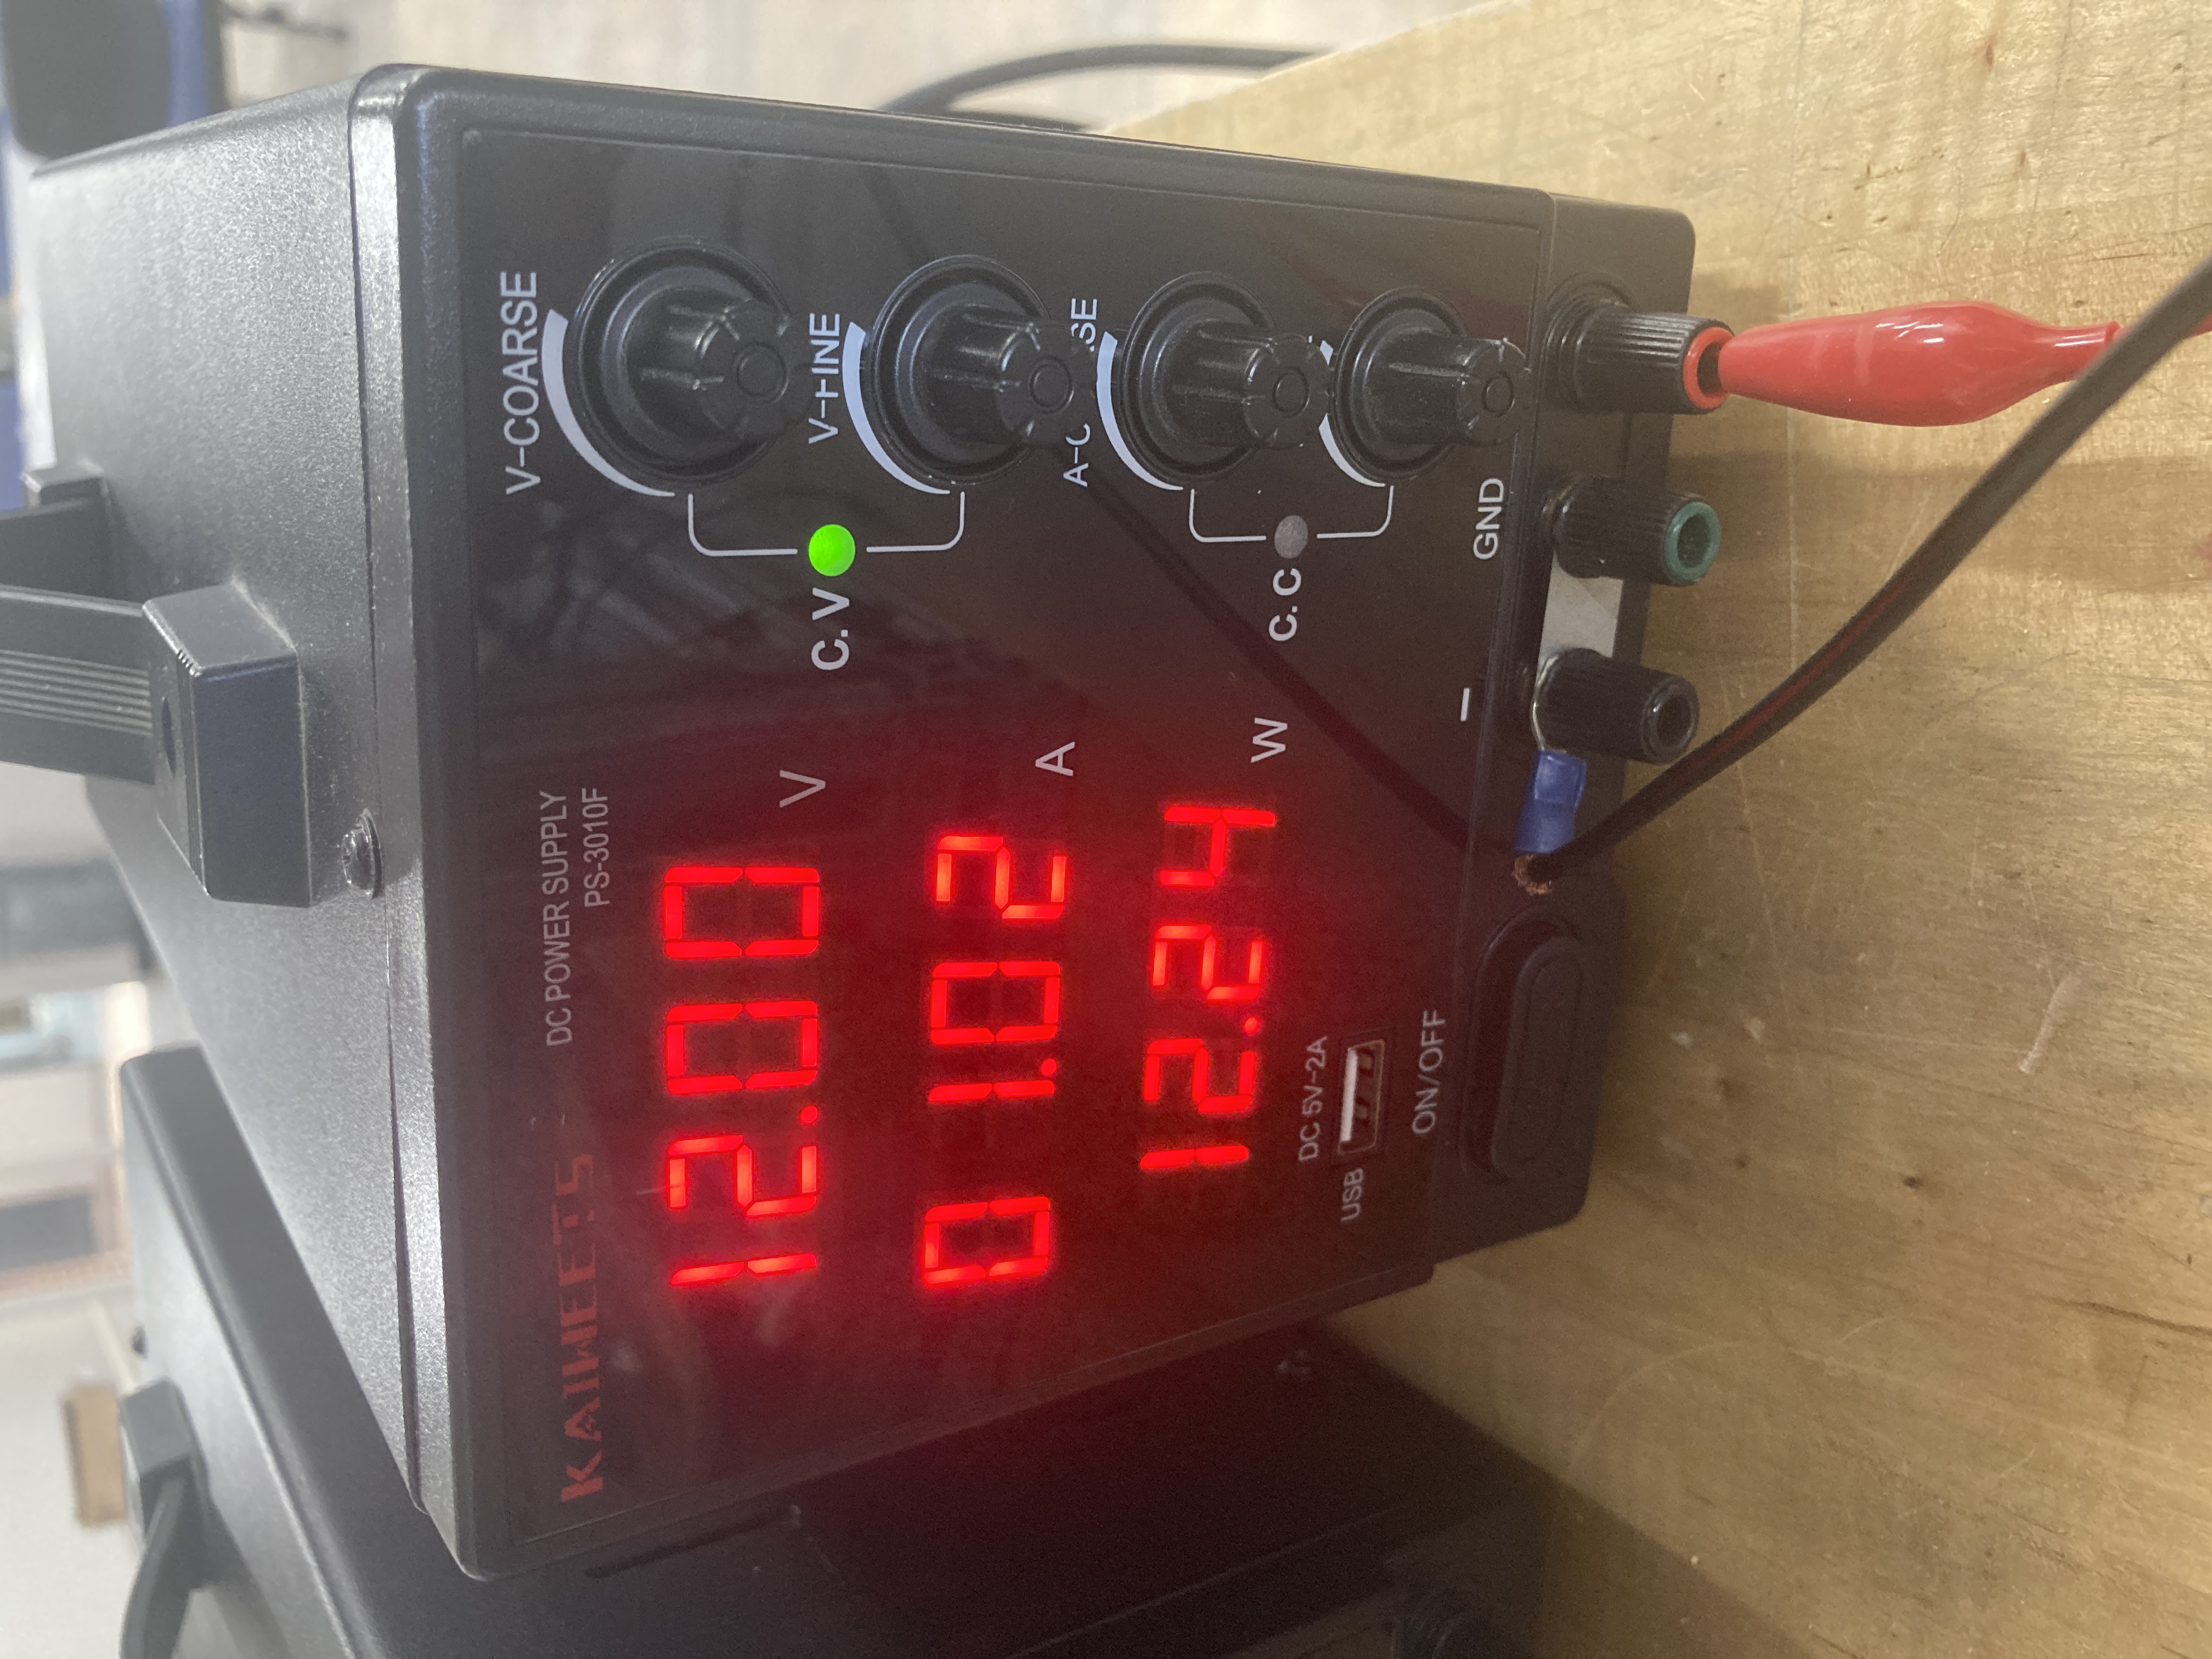 KAIWEETS
DC POWER SUPPLY
PS-3010F
12.00 V
01.02 A
12.24 W
DC 5V-2A
USB
ON/OFF
V-COARSE
C.V
V-FINE
C.C
–
GND